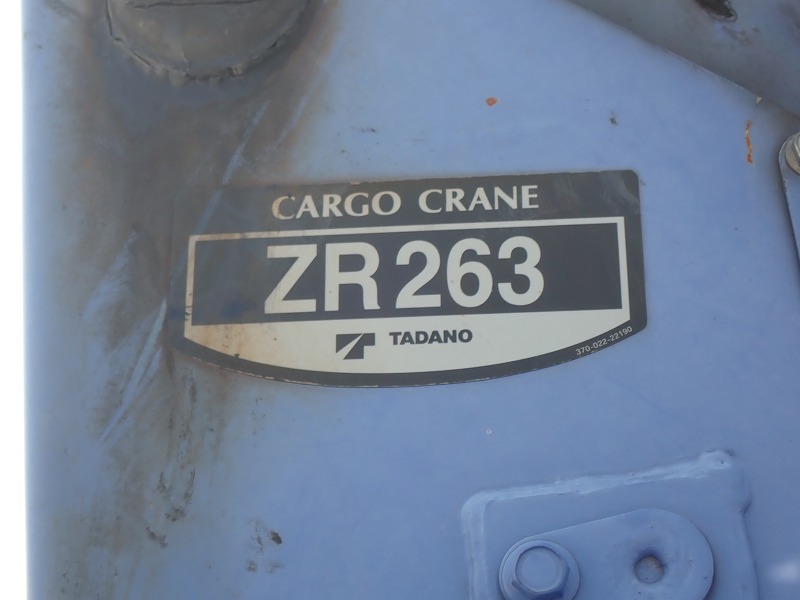 CARGO CRANE
ZR263
TADANO
370-022-22190